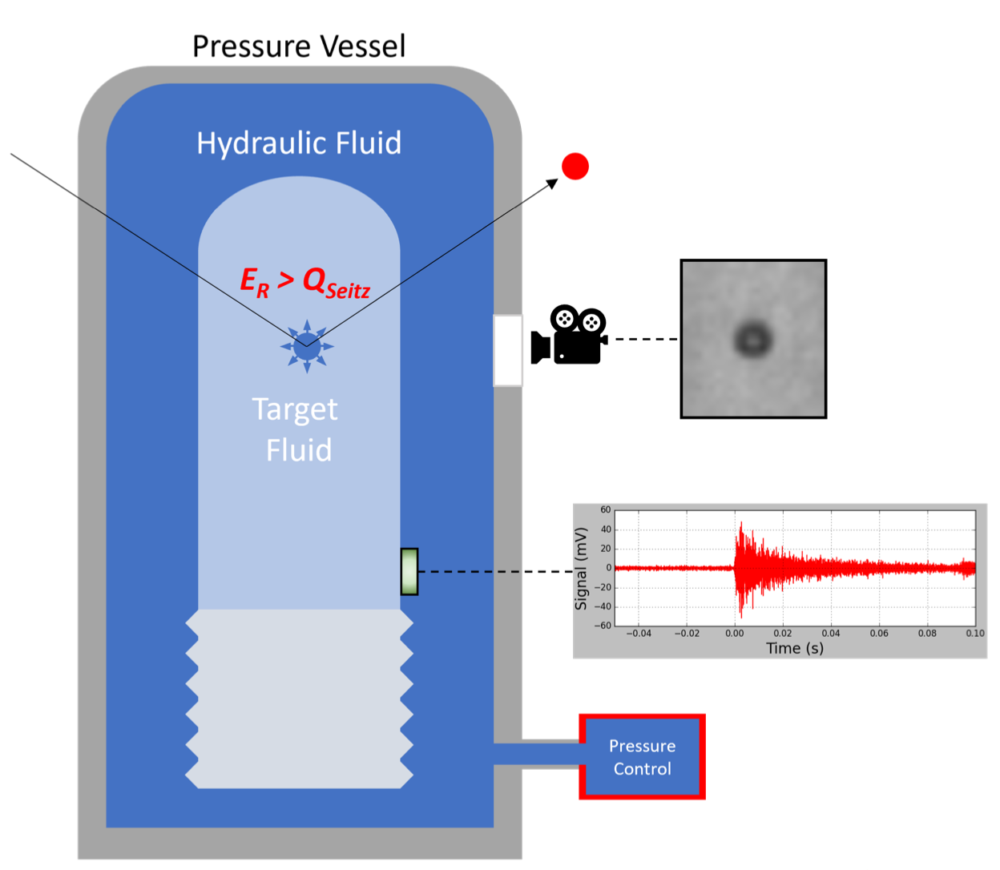 Pressure Vessel
Hydraulic Fluid
E_R > Q_Seitz
Target
Fluid
60
40
20
0
−20
−40
−60
Signal (mV)
−0.04 −0.02 0.00 0.02 0.04 0.06 0.08 0.10
Time (s)
Pressure
Control